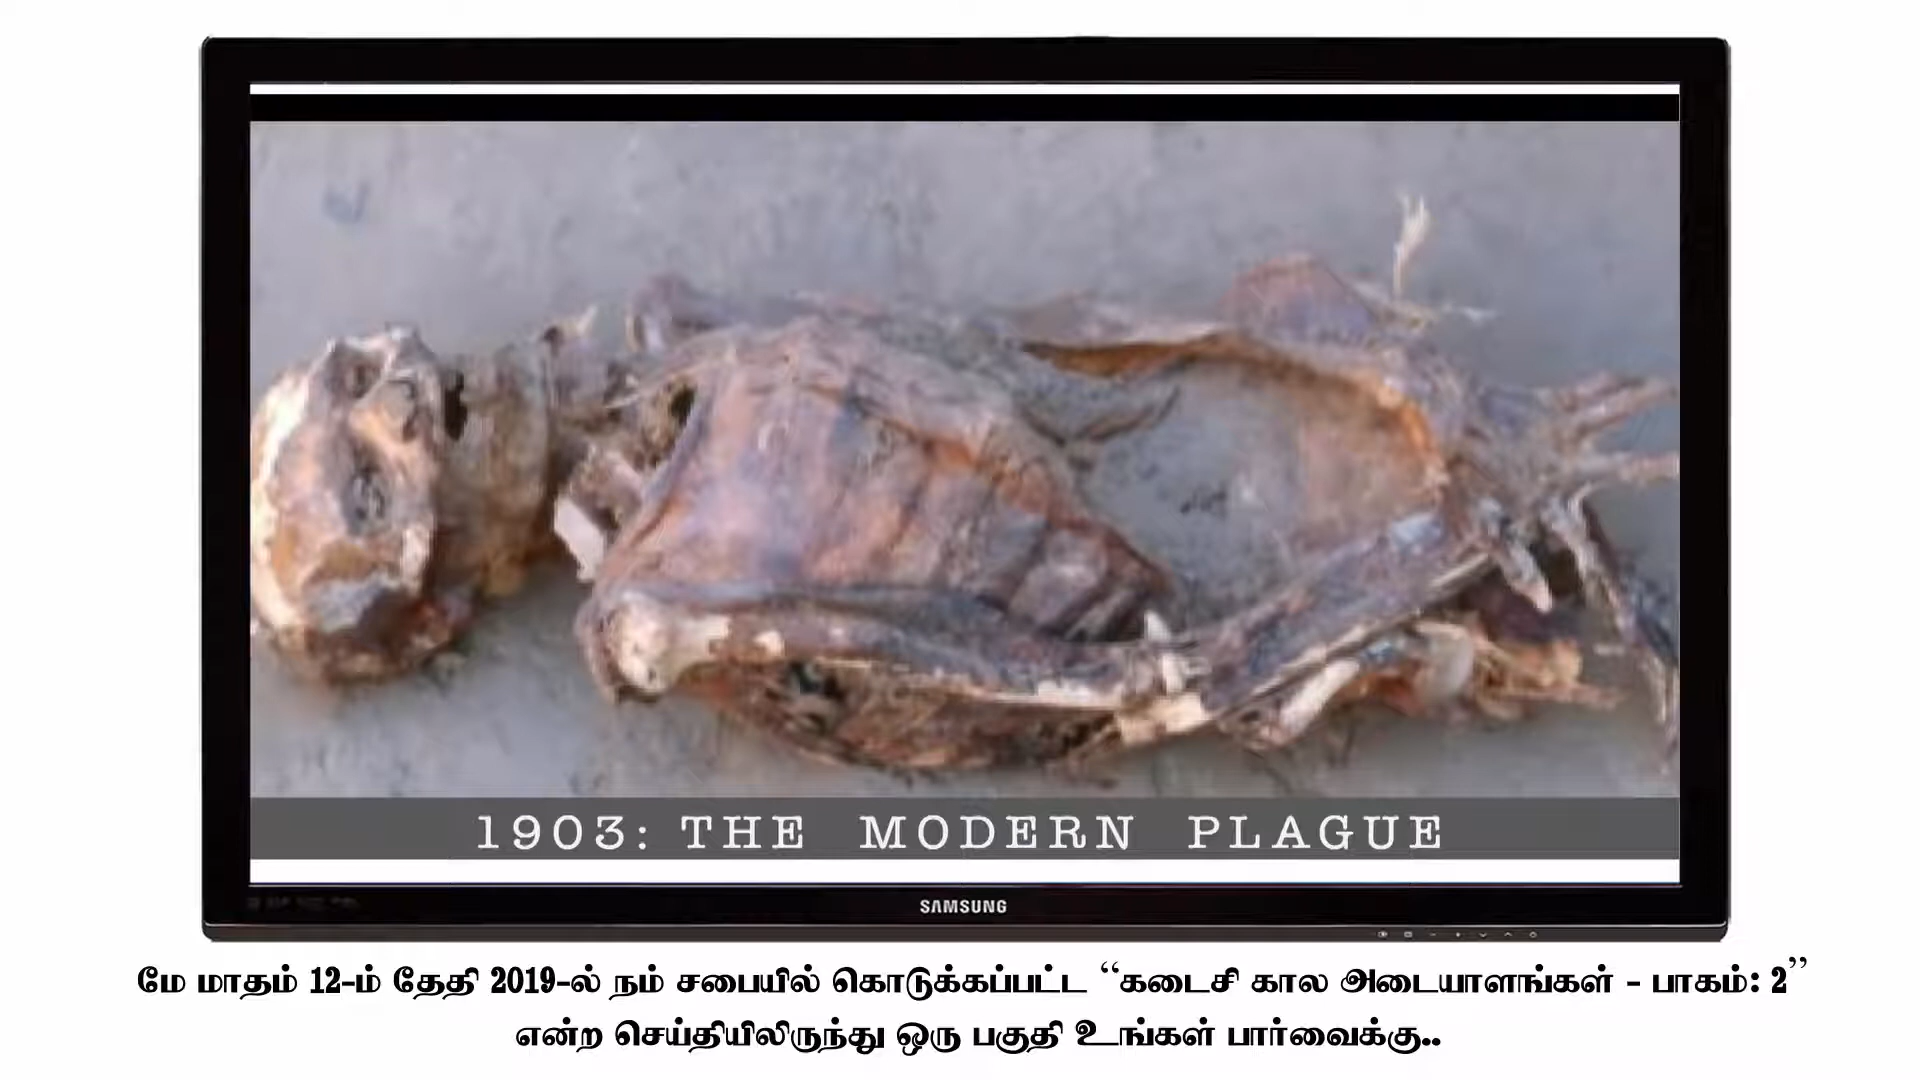 1903: THE MODERN PLAGUE
SAMSUNG
மே மாதம் 12-ம் தேதி 2019-ல் நம் சபையில் கொடுக்கப்பட்ட “கடைசி கால அடையாளங்கள் - பாகம்: 2”
என்ற செய்தியிலிருந்து ஒரு பகுதி உங்கள் பார்வைக்கு..